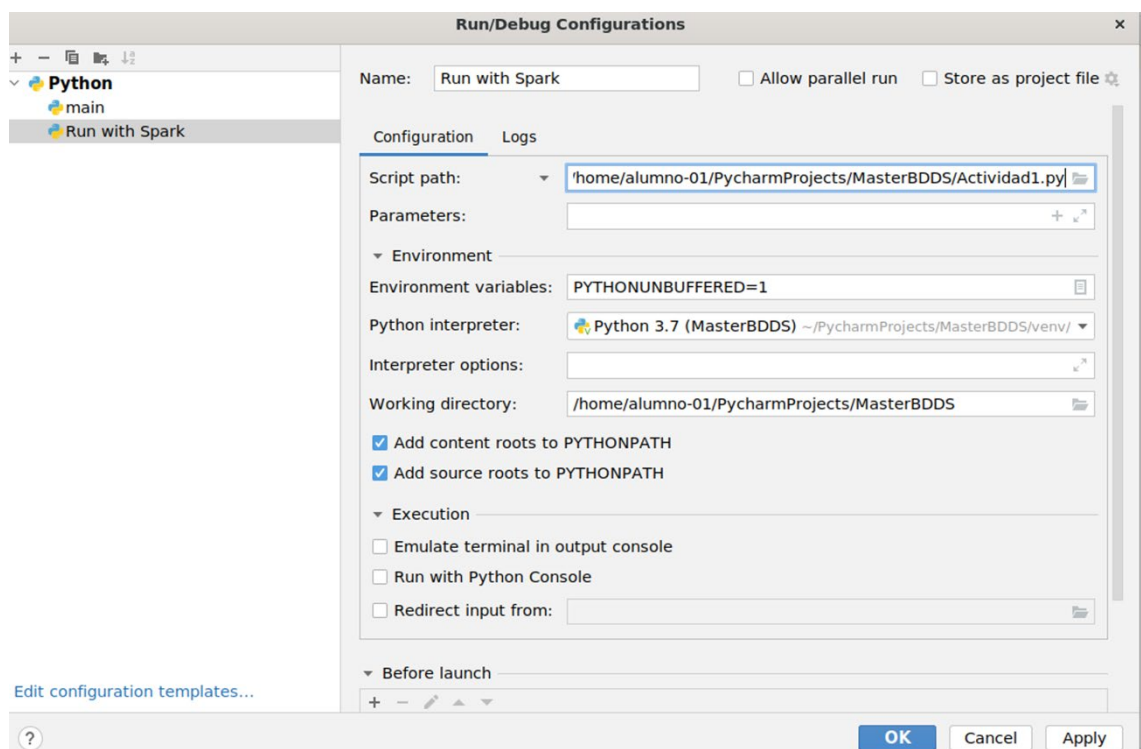 Run/Debug Configurations
Python
main
Run with Spark
Edit configuration templates...
Name: Run with Spark Allow parallel run Store as project file
Configuration Logs
Script path: /home/alumno-01/PycharmProjects/MasterBDDS/Actividad1.py
Parameters:
Environment
Environment variables: PYTHONUNBUFFERED=1
Python interpreter: Python 3.7 (MasterBDDS) ~/PycharmProjects/MasterBDDS/venv/
Interpreter options:
Working directory: /home/alumno-01/PycharmProjects/MasterBDDS
Add content roots to PYTHONPATH
Add source roots to PYTHONPATH
Execution
Emulate terminal in output console
Run with Python Console
Redirect input from:
Before launch
? OK Cancel Apply